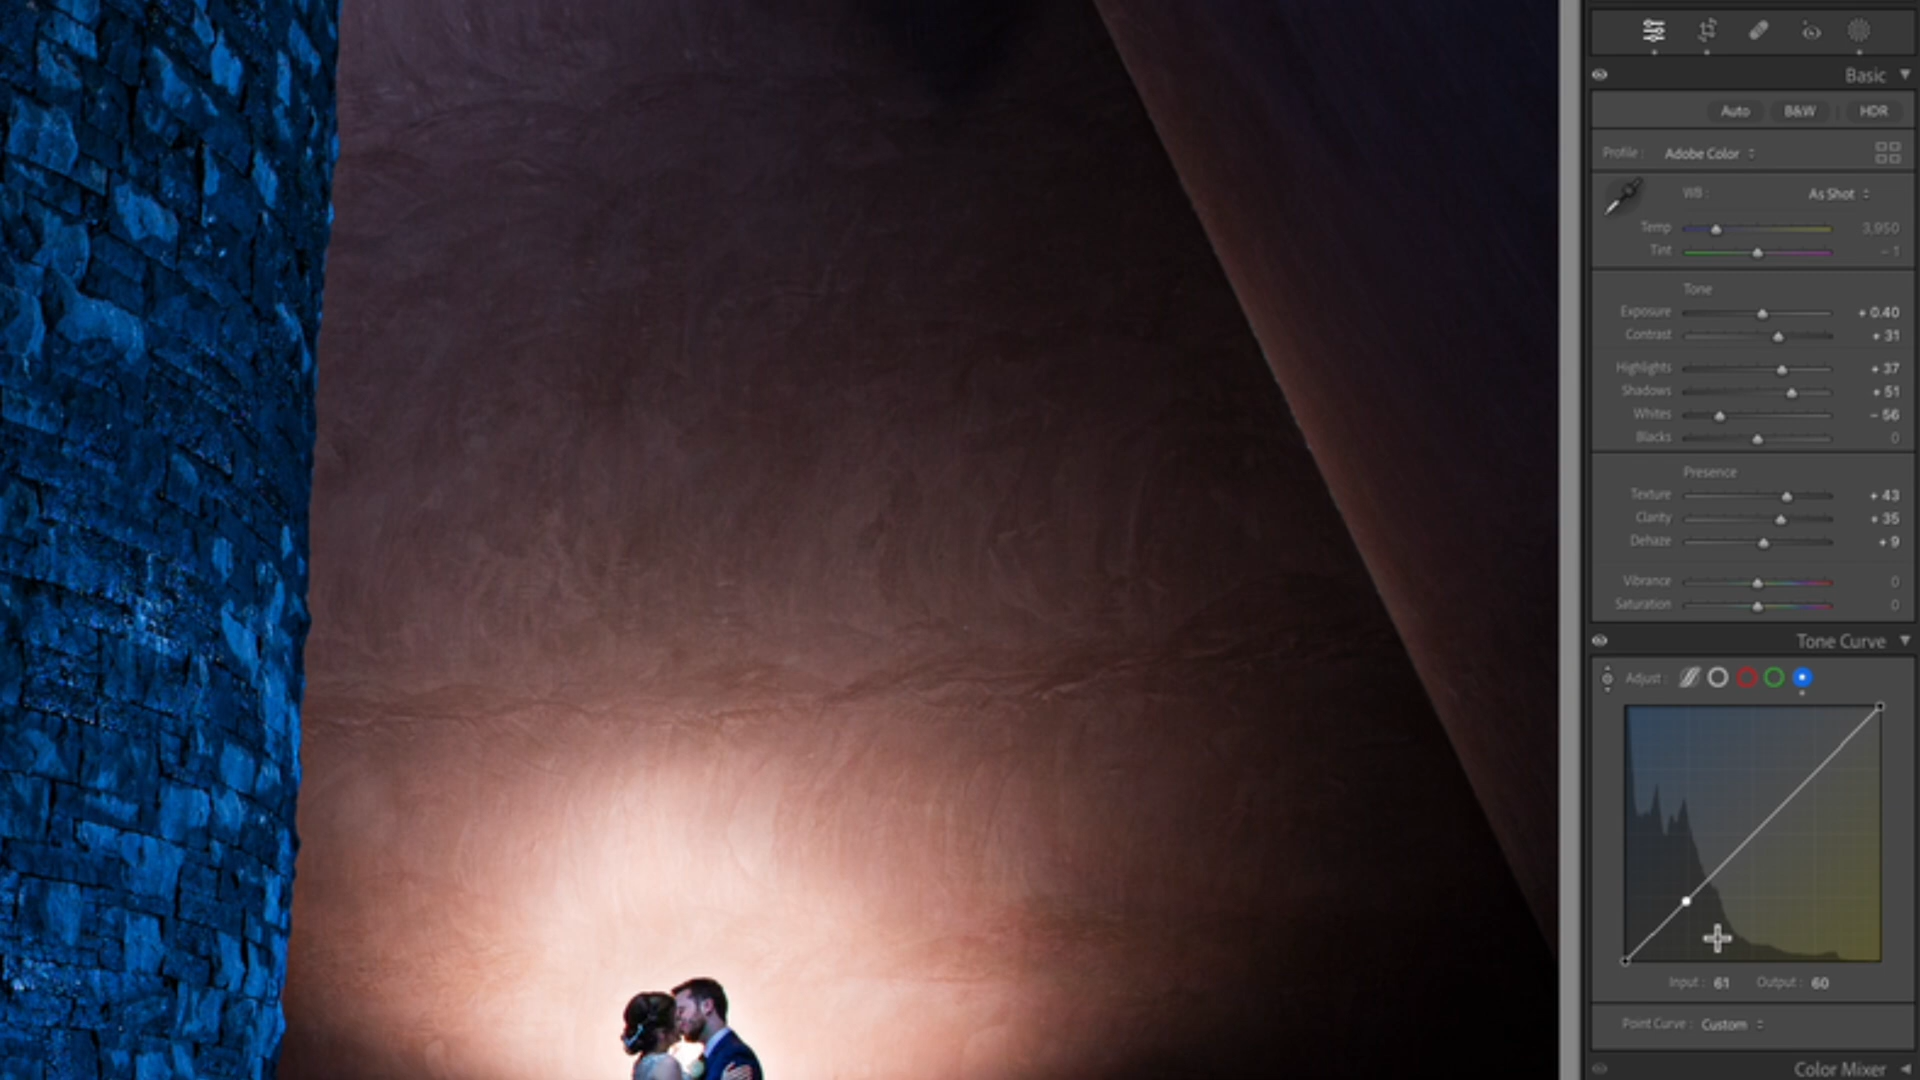 Basic
Auto B&W HDR
Profile : Adobe Color
WB : As Shot
Temp 3,950
Tint − 1
Tone
Exposure + 0.40
Contrast + 31
Highlights + 37
Shadows + 51
Whites − 56
Blacks 0
Presence
Texture + 43
Clarity + 35
Dehaze + 9
Vibrance 0
Saturation 0
Tone Curve
Adjust :
Input : 61 Output : 60
Point Curve : Custom
Color Mixer